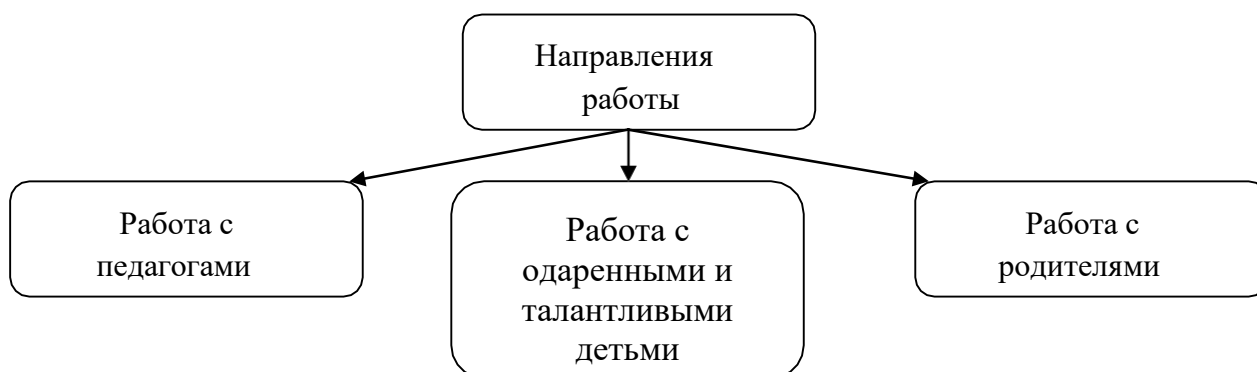 Направления
работы
Работа с
педагогами
Работа с
одаренными и
талантливыми
детьми
Работа с
родителями